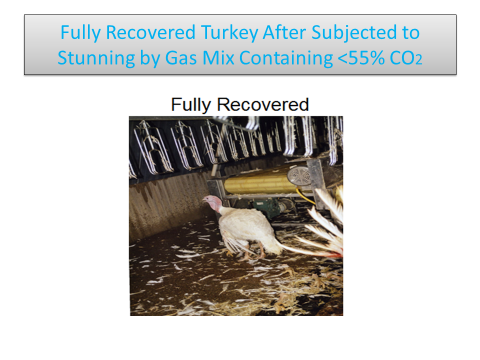 Fully Recovered Turkey After Subjected to
Stunning by Gas Mix Containing <55% CO2
Fully Recovered